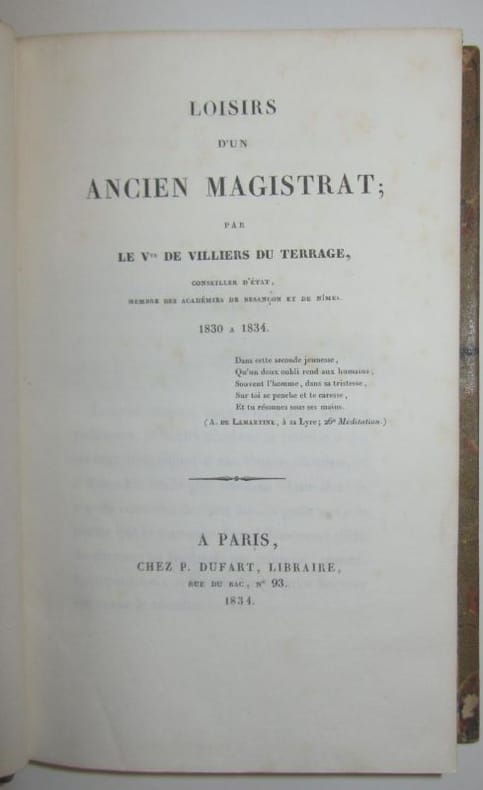 LOISIRS
D'UN
ANCIEN MAGISTRAT;
PAR
LE Vte DE VILLIERS DU TERRAGE,
CONSEILLER D'ÉTAT,
MEMBRE DES ACADÉMIES DE BESANÇON ET DE NÎMES.
1830 A 1834.
Dans cette seconde jeunesse,
Qu'un doux oubli rend aux humains,
Souvent l'homme, dans sa tristesse,
Sur toi se penche et te caresse,
Et tu résonnes sous ses mains.
(A. DE LAMARTINE, à sa Lyre; 26e Meditation.)
A PARIS,
CHEZ P. DUFART, LIBRAIRE,
RUE DU BAC, N° 93.
1834.